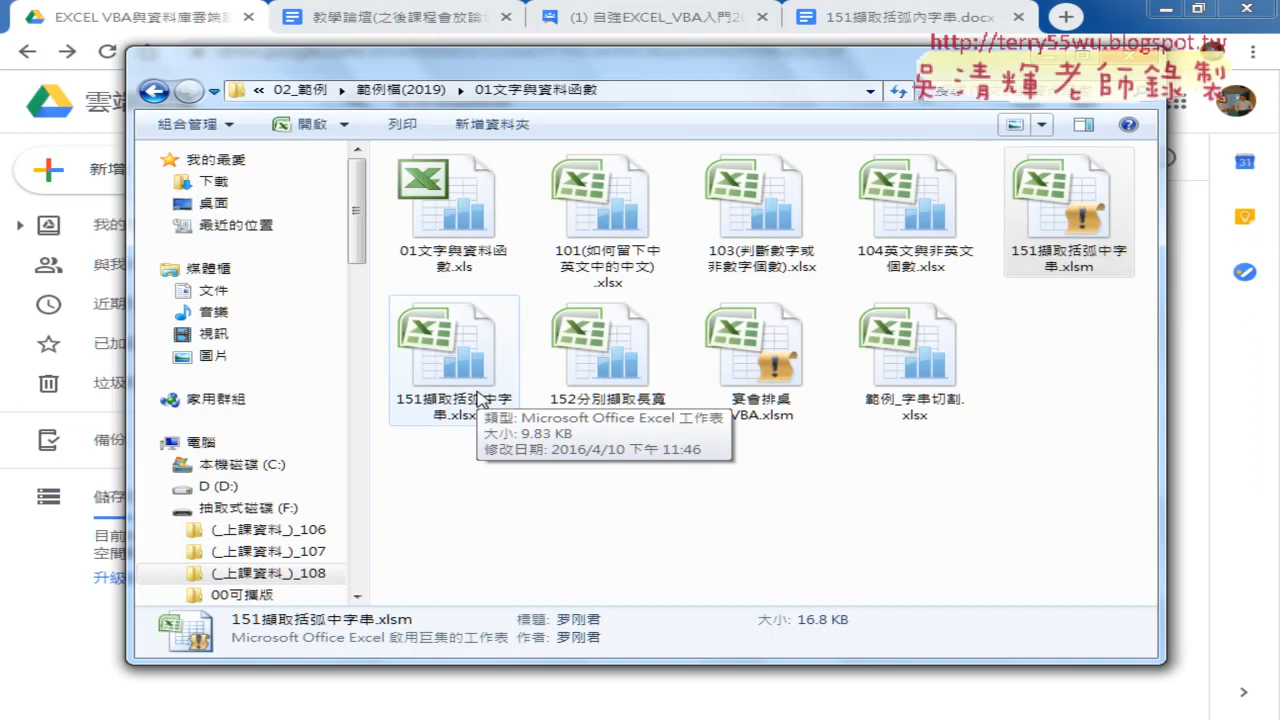 EXCEL VBA與資料庫雲端設
教學論壇(之後課程會放論
(1) 自強EXCEL_VBA入門20
151擷取括弧內字串.docx
http://terry55wu.blogspot.tw
吳清輝老師錄製
雲端
« 02_範例 ▸ 範例檔(2019) ▸ 01文字與資料函數
組合管理
開啟
列印
新增資料夾
新增
我的
與我
近期
已加
垃圾
備份
儲存
目前
空間
升級
我的最愛
下載
桌面
最近的位置
媒體櫃
文件
音樂
視訊
圖片
家用群組
電腦
本機磁碟 (C:)
D (D:)
抽取式磁碟 (F:)
(_上課資料_)_106
(_上課資料_)_107
(_上課資料_)_108
00可攜版
01文字與資料函
數.xls
101(如何留下中
英文中的中文)
.xlsx
103(判斷數字或
非數字個數).xlsx
104英文與非英文
個數.xlsx
151擷取括弧中字
串.xlsm
151擷取括弧中字
串.xlsx
152分別擷取長寬
宴會排桌
VBA.xlsm
範例_字串切割.
xlsx
類型: Microsoft Office Excel 工作表
大小: 9.83 KB
修改日期: 2016/4/10 下午 11:46
151擷取括弧中字串.xlsm
標題: 罗刚君
大小: 16.8 KB
Microsoft Office Excel 啟用巨集的工作表
作者: 罗刚君
31